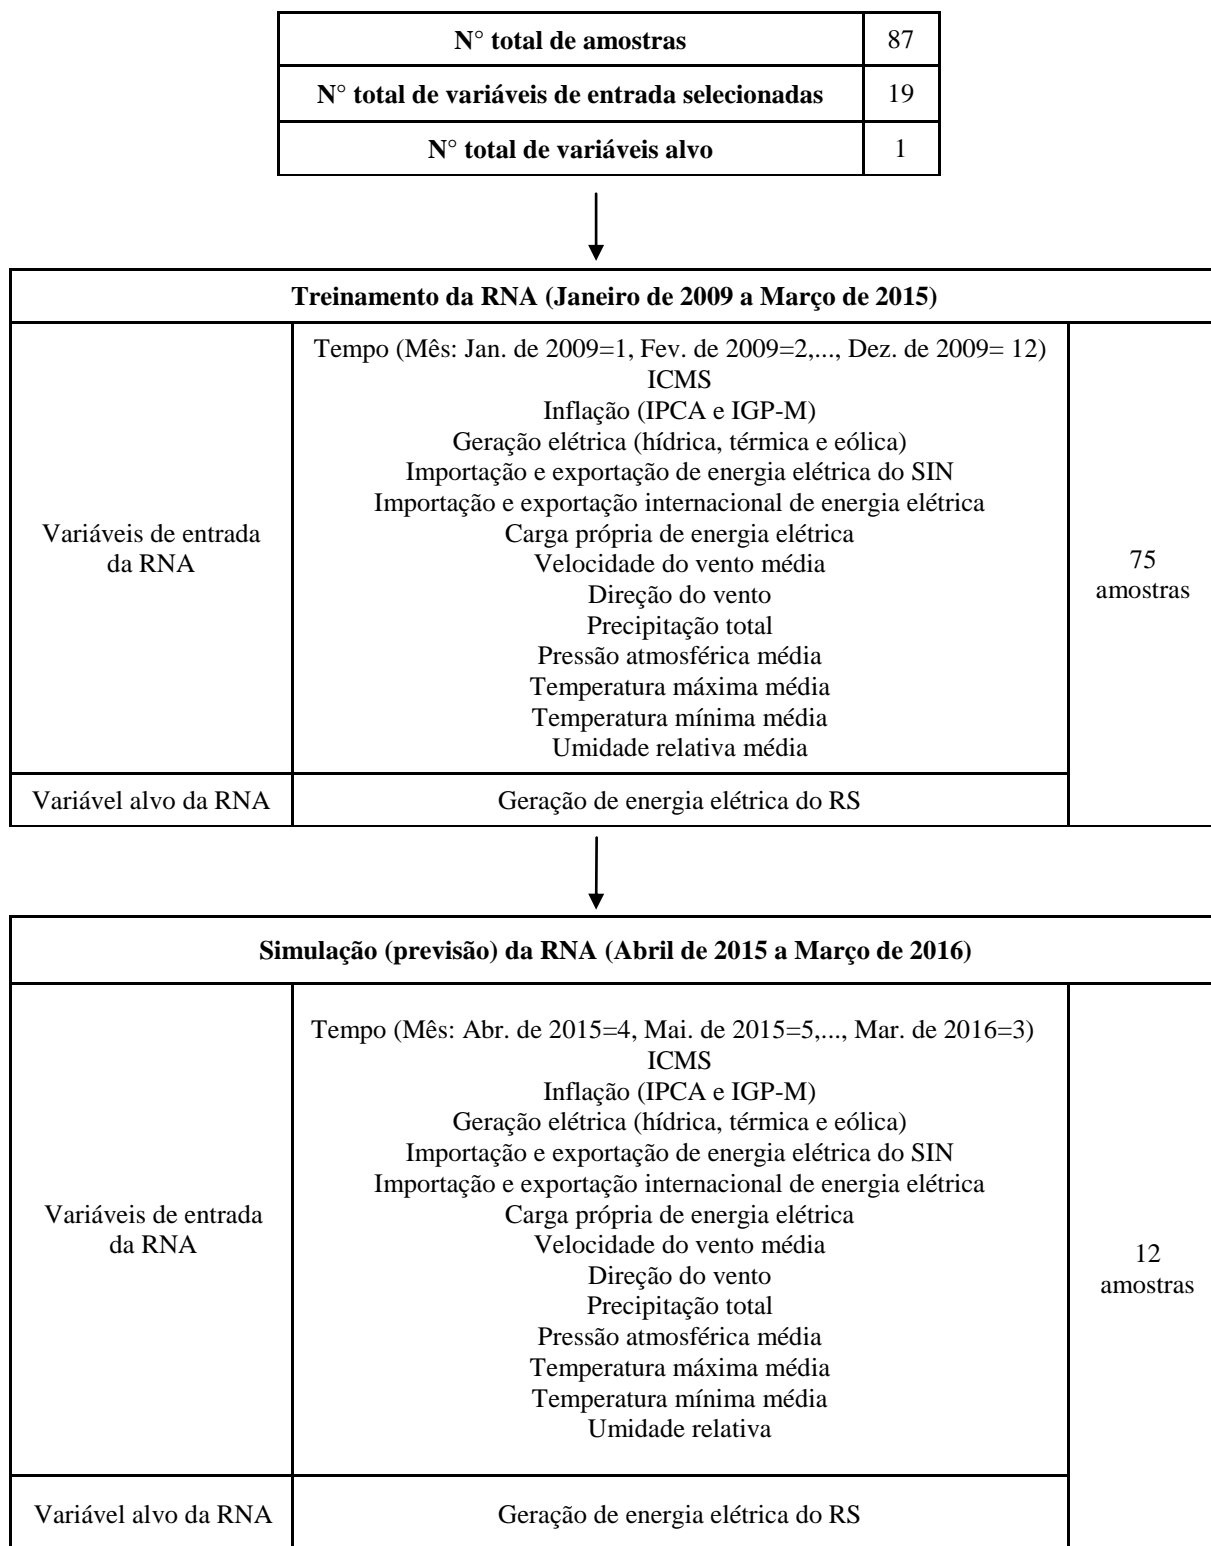 N° total de amostras 87
N° total de variáveis de entrada selecionadas 19
N° total de variáveis alvo 1
Treinamento da RNA (Janeiro de 2009 a Março de 2015)
Variáveis de entrada
da RNA
Tempo (Mês: Jan. de 2009=1, Fev. de 2009=2,..., Dez. de 2009= 12)
ICMS
Inflação (IPCA e IGP-M)
Geração elétrica (hídrica, térmica e eólica)
Importação e exportação de energia elétrica do SIN
Importação e exportação internacional de energia elétrica
Carga própria de energia elétrica
Velocidade do vento média
Direção do vento
Precipitação total
Pressão atmosférica média
Temperatura máxima média
Temperatura mínima média
Umidade relativa média
75
amostras
Variável alvo da RNA
Geração de energia elétrica do RS
Simulação (previsão) da RNA (Abril de 2015 a Março de 2016)
Variáveis de entrada
da RNA
Tempo (Mês: Abr. de 2015=4, Mai. de 2015=5,..., Mar. de 2016=3)
ICMS
Inflação (IPCA e IGP-M)
Geração elétrica (hídrica, térmica e eólica)
Importação e exportação de energia elétrica do SIN
Importação e exportação internacional de energia elétrica
Carga própria de energia elétrica
Velocidade do vento média
Direção do vento
Precipitação total
Pressão atmosférica média
Temperatura máxima média
Temperatura mínima média
Umidade relativa
12
amostras
Variável alvo da RNA
Geração de energia elétrica do RS